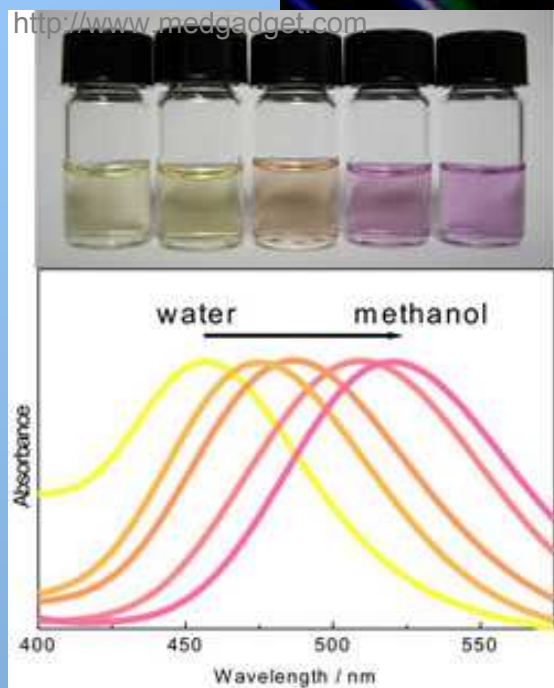 http://www.medgadget.com
water methanol
Absorbance
400 450 500 550
Wavelength / nm